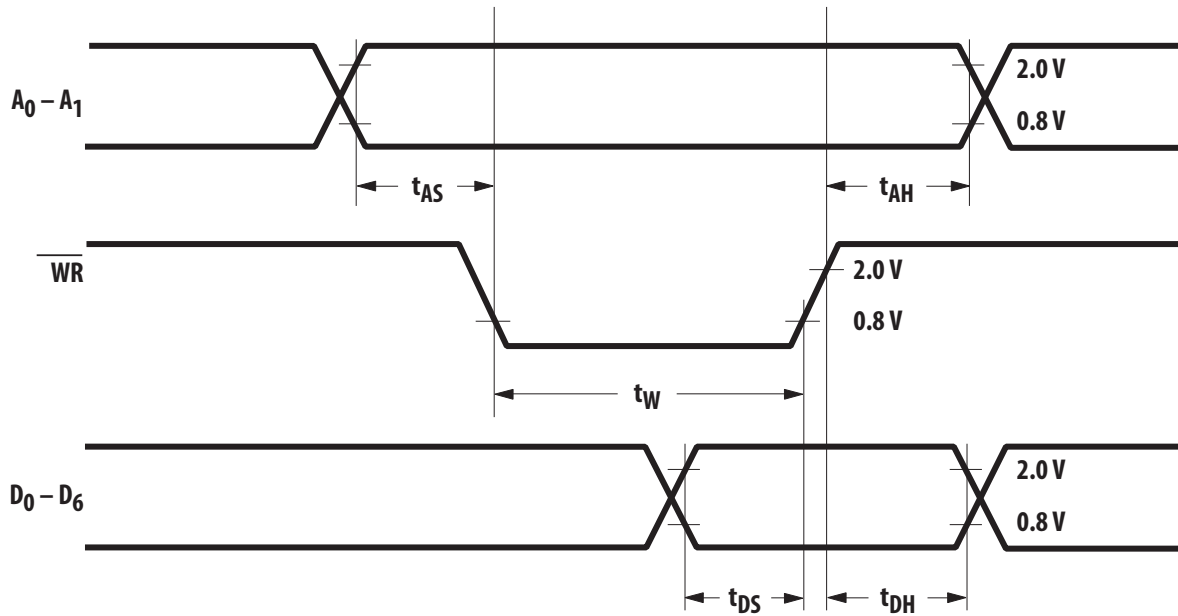 A0 – A1
2.0 V
0.8 V
tAS
tAH
WR
2.0 V
0.8 V
tW
D0 – D6
2.0 V
0.8 V
tDS
tDH